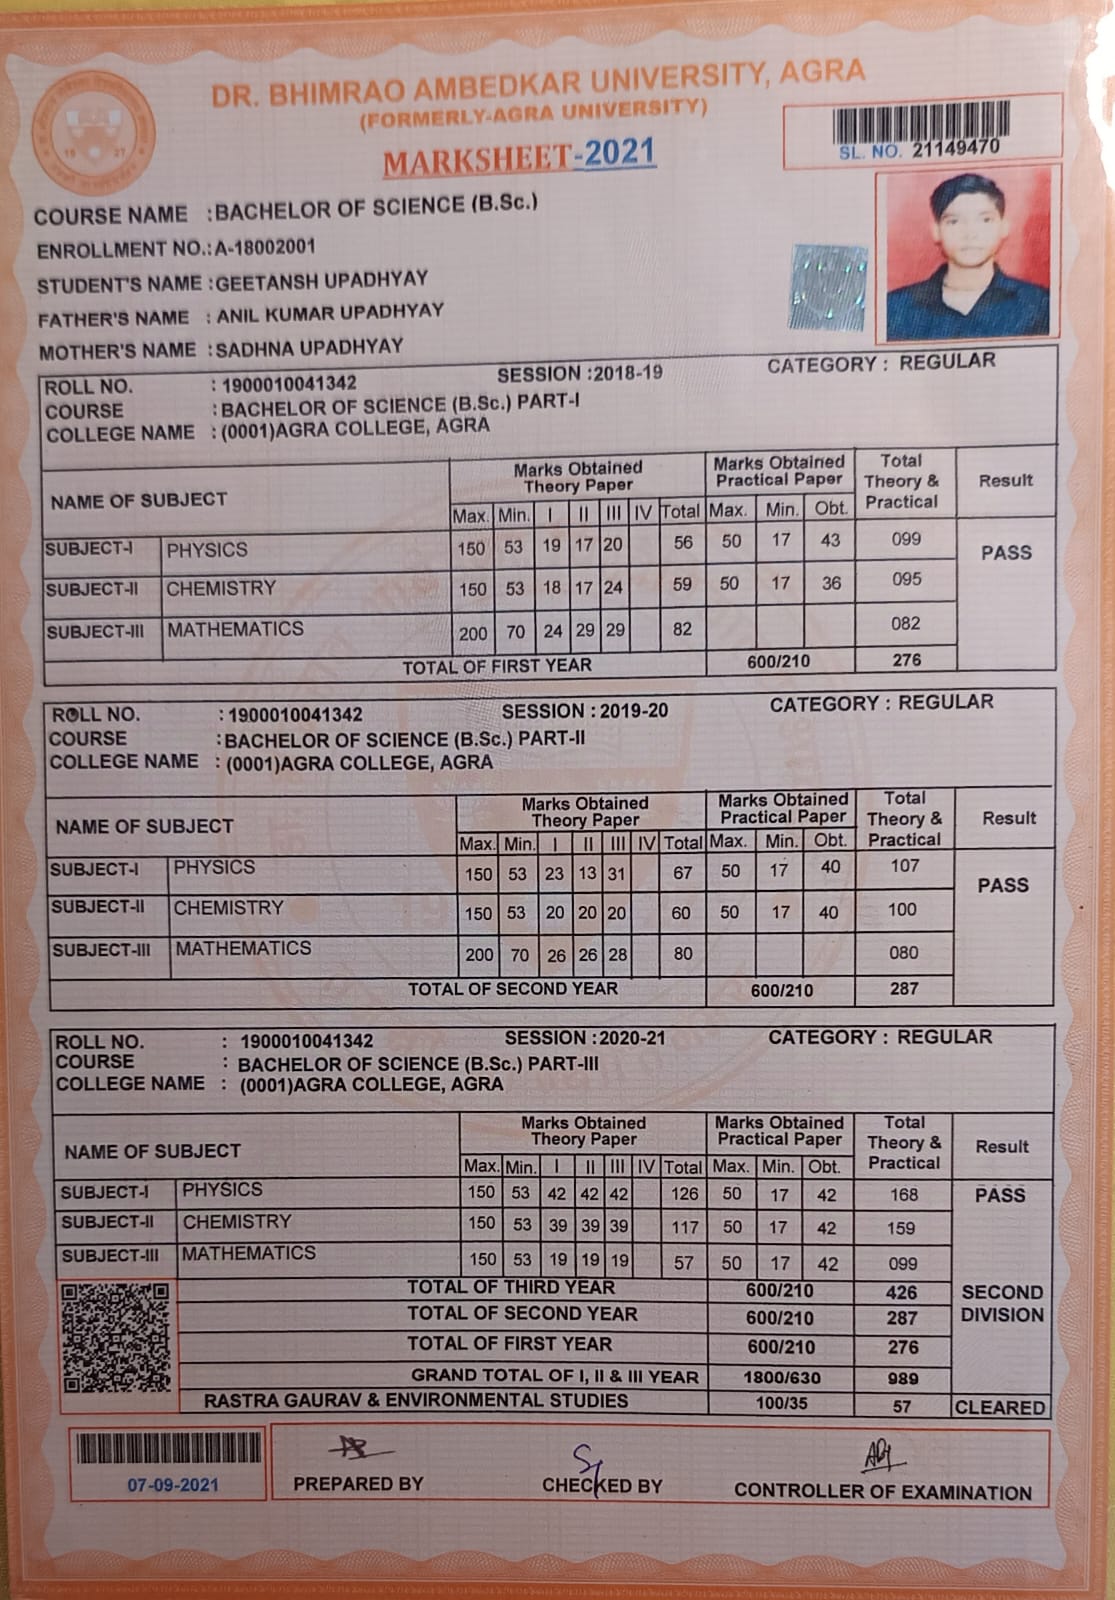 DR. BHIMRAO AMBEDKAR UNIVERSITY, AGRA
(FORMERLY-AGRA UNIVERSITY)
MARKSHEET-2021
SL. NO. 21149470
COURSE NAME :BACHELOR OF SCIENCE (B.Sc.)
ENROLLMENT NO.:A-18002001
STUDENT'S NAME :GEETANSH UPADHYAY
FATHER'S NAME : ANIL KUMAR UPADHYAY
MOTHER'S NAME :SADHNA UPADHYAY
ROLL NO. : 1900010041342 SESSION :2018-19 CATEGORY : REGULAR
COURSE :BACHELOR OF SCIENCE (B.Sc.) PART-I
COLLEGE NAME :(0001)AGRA COLLEGE, AGRA
NAME OF SUBJECT Marks Obtained Theory Paper Marks Obtained Practical Paper Total Theory & Practical Result
Max. Min. I II III IV Total Max. Min. Obt.
SUBJECT-I PHYSICS 150 53 19 17 20 56 50 17 43 099 PASS
SUBJECT-II CHEMISTRY 150 53 18 17 24 59 50 17 36 095
SUBJECT-III MATHEMATICS 200 70 24 29 29 82 082
TOTAL OF FIRST YEAR 600/210 276
ROLL NO. : 1900010041342 SESSION : 2019-20 CATEGORY : REGULAR
COURSE :BACHELOR OF SCIENCE (B.Sc.) PART-II
COLLEGE NAME : (0001)AGRA COLLEGE, AGRA
NAME OF SUBJECT Marks Obtained Theory Paper Marks Obtained Practical Paper Total Theory & Practical Result
Max. Min. I II III IV Total Max. Min. Obt.
SUBJECT-I PHYSICS 150 53 23 13 31 67 50 17 40 107 PASS
SUBJECT-II CHEMISTRY 150 53 20 20 20 60 50 17 40 100
SUBJECT-III MATHEMATICS 200 70 26 26 28 80 080
TOTAL OF SECOND YEAR 600/210 287
ROLL NO. : 1900010041342 SESSION :2020-21 CATEGORY : REGULAR
COURSE : BACHELOR OF SCIENCE (B.Sc.) PART-III
COLLEGE NAME : (0001)AGRA COLLEGE, AGRA
NAME OF SUBJECT Marks Obtained Theory Paper Marks Obtained Practical Paper Total Theory & Practical Result
Max. Min. I II III IV Total Max. Min. Obt.
SUBJECT-I PHYSICS 150 53 42 42 42 126 50 17 42 168 PASS
SUBJECT-II CHEMISTRY 150 53 39 39 39 117 50 17 42 159
SUBJECT-III MATHEMATICS 150 53 19 19 19 57 50 17 42 099
TOTAL OF THIRD YEAR 600/210 426 SECOND DIVISION
TOTAL OF SECOND YEAR 600/210 287
TOTAL OF FIRST YEAR 600/210 276
GRAND TOTAL OF I, II & III YEAR 1800/630 989
RASTRA GAURAV & ENVIRONMENTAL STUDIES 100/35 57 CLEARED
07-09-2021
PREPARED BY CHECKED BY CONTROLLER OF EXAMINATION